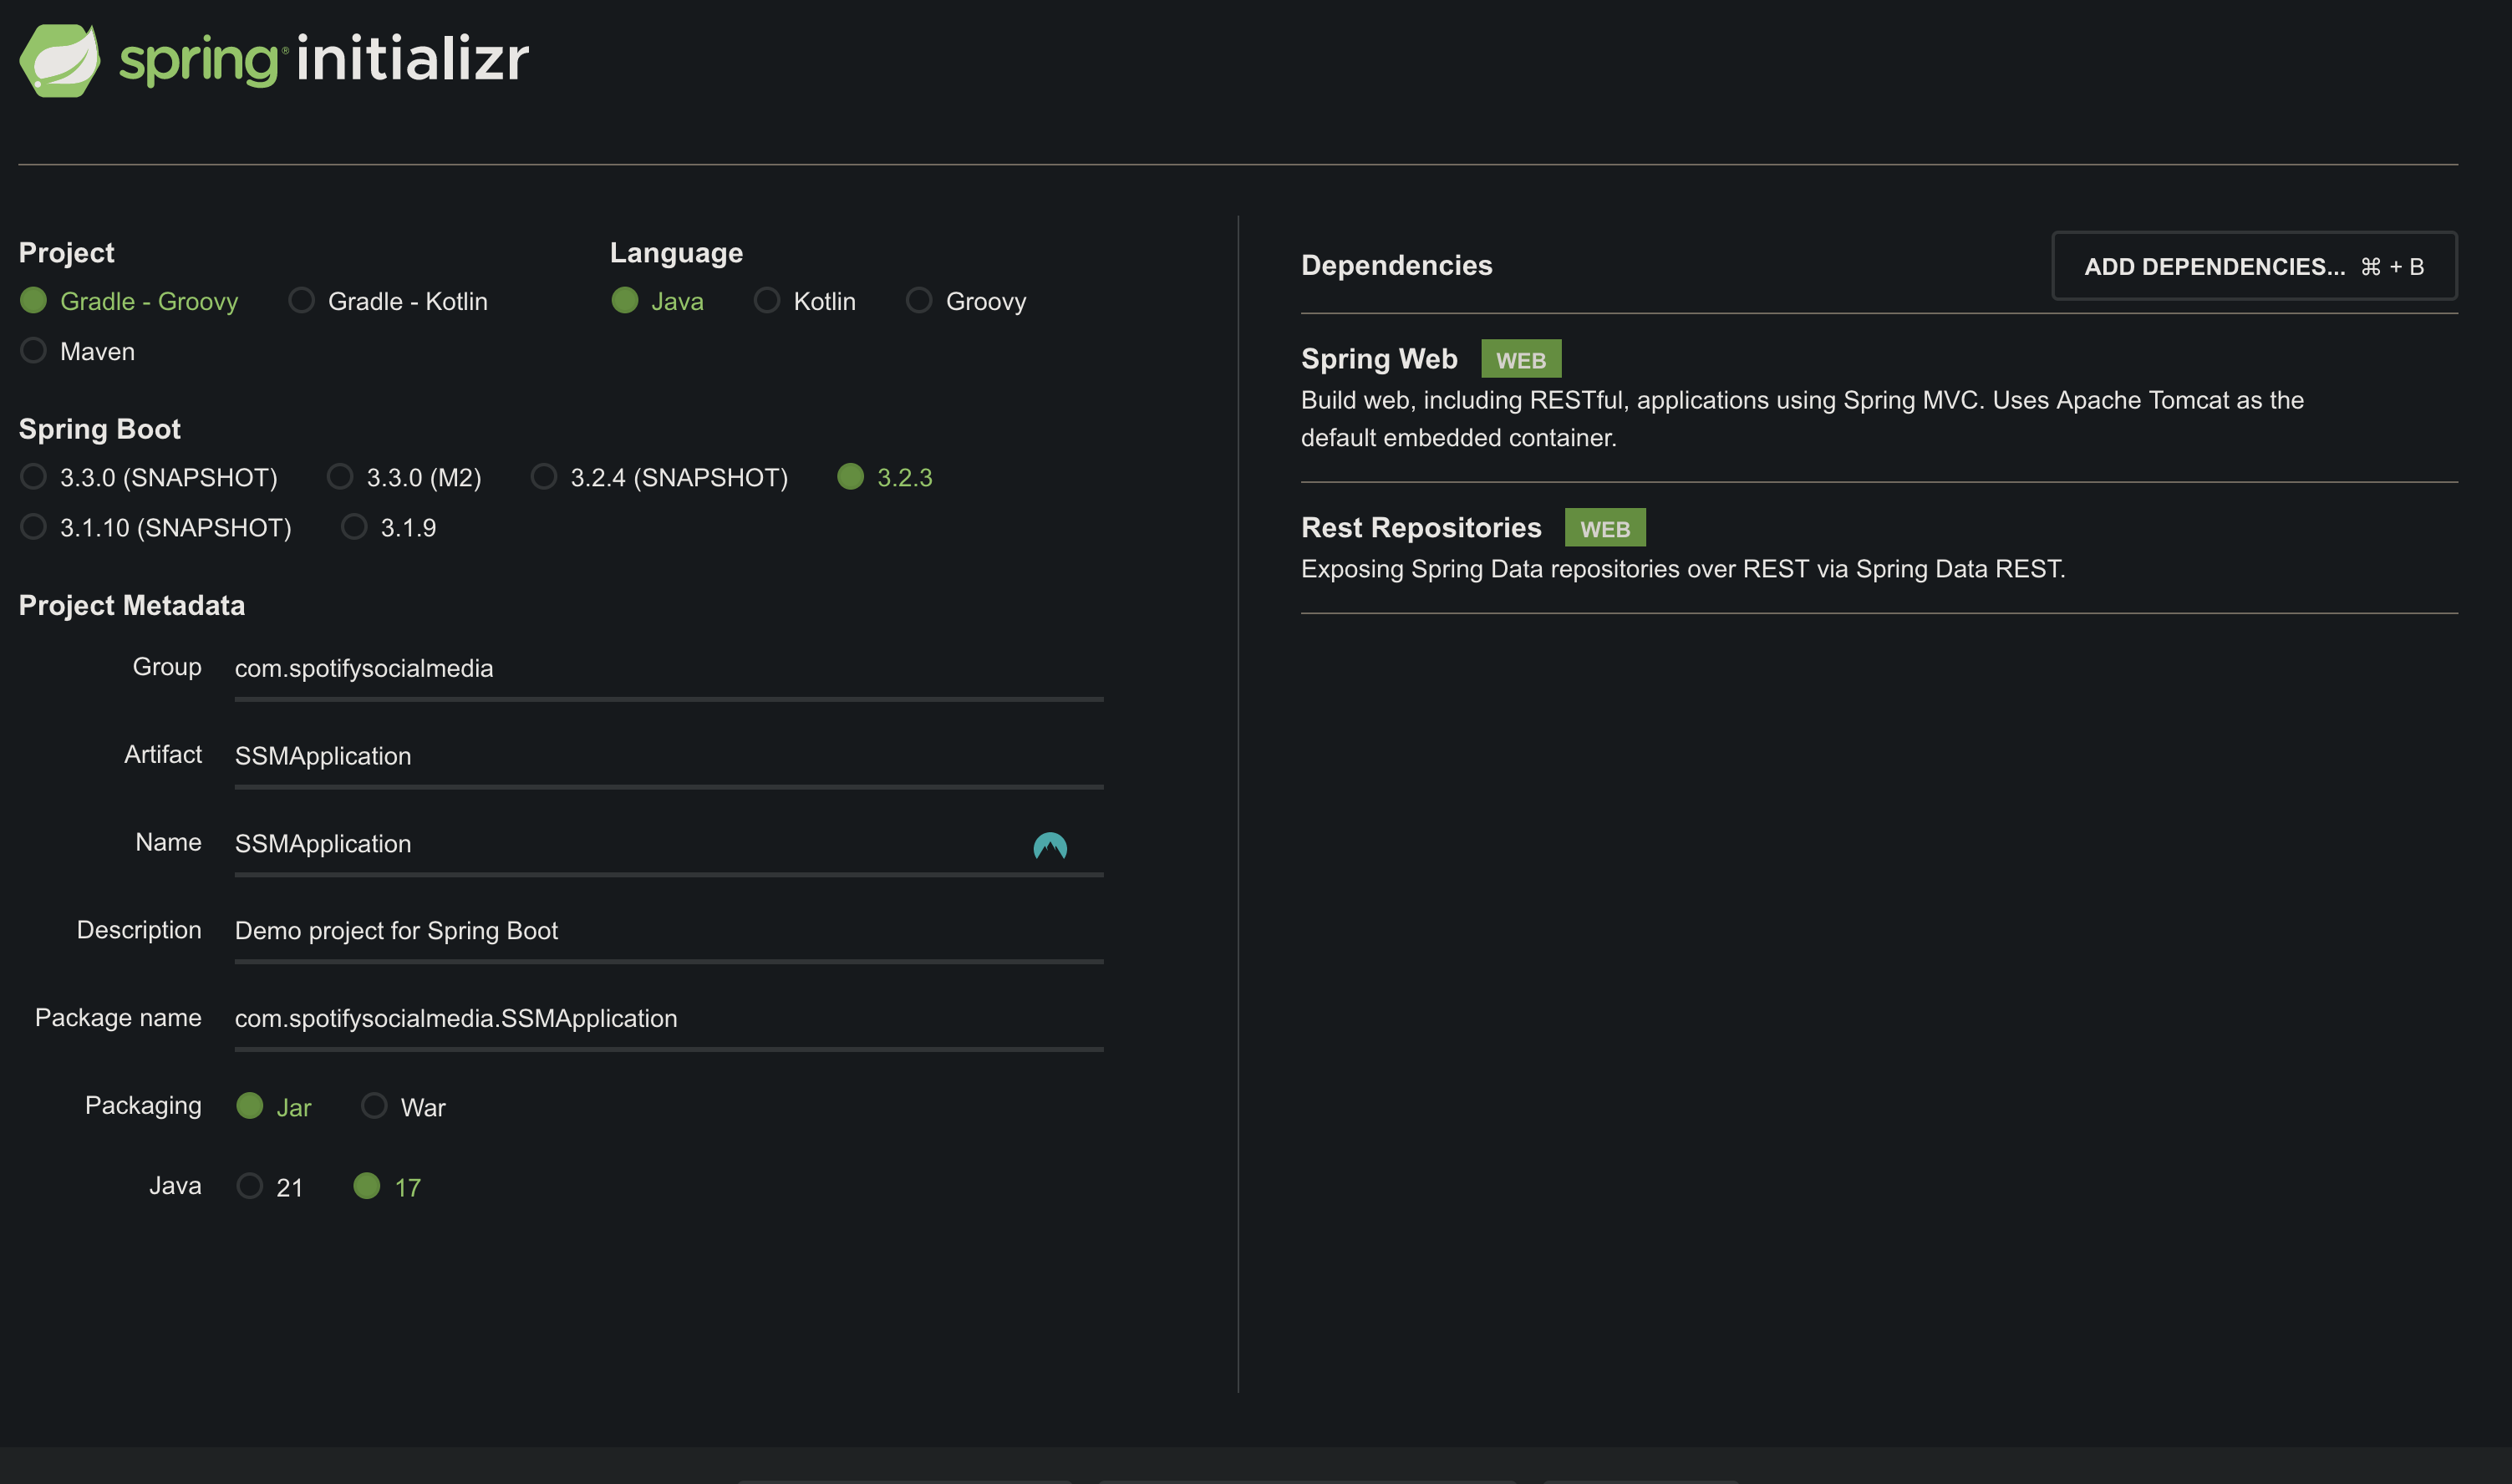 spring® initializr
Project
Gradle - Groovy Gradle - Kotlin
Maven
Language
Java Kotlin Groovy
Spring Boot
3.3.0 (SNAPSHOT) 3.3.0 (M2) 3.2.4 (SNAPSHOT) 3.2.3
3.1.10 (SNAPSHOT) 3.1.9
Project Metadata
Group com.spotifysocialmedia
Artifact SSMApplication
Name SSMApplication
Description Demo project for Spring Boot
Package name com.spotifysocialmedia.SSMApplication
Packaging Jar War
Java 21 17
Dependencies ADD DEPENDENCIES... ⌘ + B
Spring Web WEB
Build web, including RESTful, applications using Spring MVC. Uses Apache Tomcat as the
default embedded container.
Rest Repositories WEB
Exposing Spring Data repositories over REST via Spring Data REST.